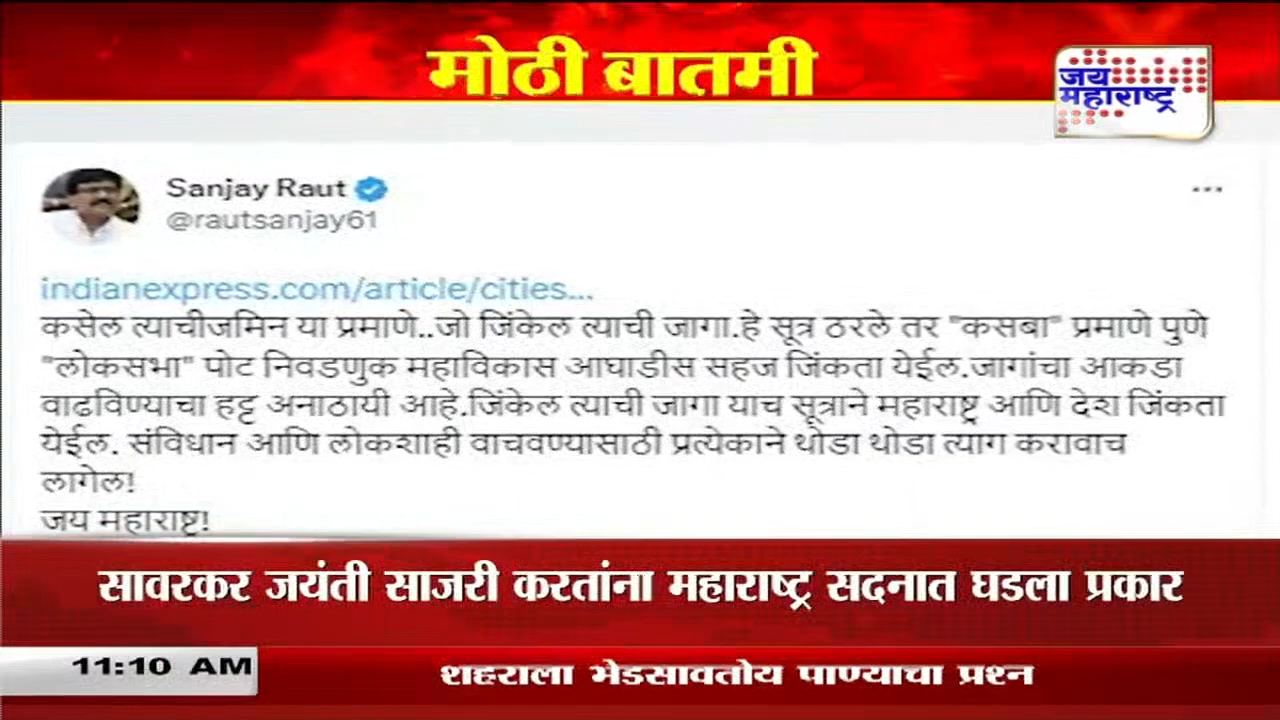 मोठी बातमी
जय
महाराष्ट्र
Sanjay Raut
@rautsanjay61
indianexpress.com/article/cities...
कसेल त्याचीजमिन या प्रमाणे..जो जिंकेल त्याची जागा.हे सूत्र ठरले तर "कसबा" प्रमाणे पुणे
"लोकसभा" पोट निवडणुक महाविकास आघाडीस सहज जिंकता येईल.जागांचा आकडा
वाढविण्याचा हट्ट अनाठायी आहे.जिंकेल त्याची जागा याच सूत्राने महाराष्ट्र आणि देश जिंकता
येईल. संविधान आणि लोकशाही वाचवण्यासाठी प्रत्येकाने थोडा थोडा त्याग करावाच
लागेल!
जय महाराष्ट्र!
सावरकर जयंती साजरी करतांना महाराष्ट्र सदनात घडला प्रकार
11:10 AM
शहराला भेडसावतोय पाण्याचा प्रश्न